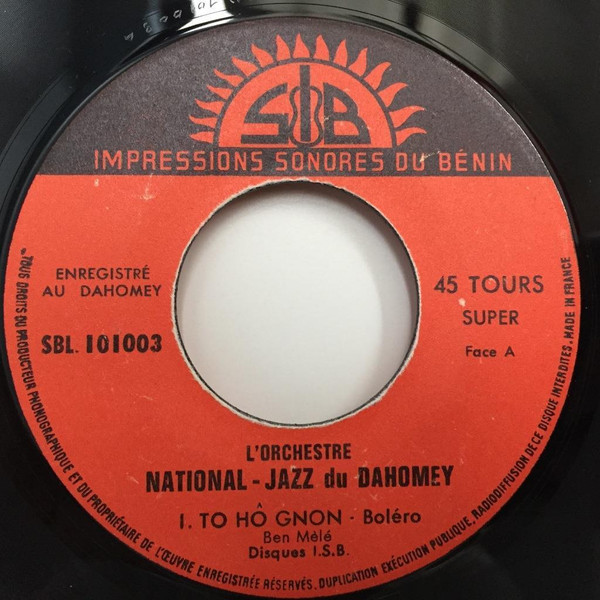 SIB
IMPRESSIONS SONORES DU BÉNIN
ENREGISTRÉ
AU DAHOMEY
SBL. 101003
45 TOURS
SUPER
Face A
L'ORCHESTRE
NATIONAL - JAZZ du DAHOMEY
1. TO HÔ GNON - Boléro
Ben Mèlé
Disques I.S.B.
TOUS DROITS DU PRODUCTEUR PHONOGRAPHIQUE ET DU PROPRIÉTAIRE DE L'ŒUVRE ENREGISTRÉE RÉSERVÉS. DUPLICATION EXÉCUTION PUBLIQUE, RADIODIFFUSION DE CE DISQUE INTERDITES. MADE IN FRANCE